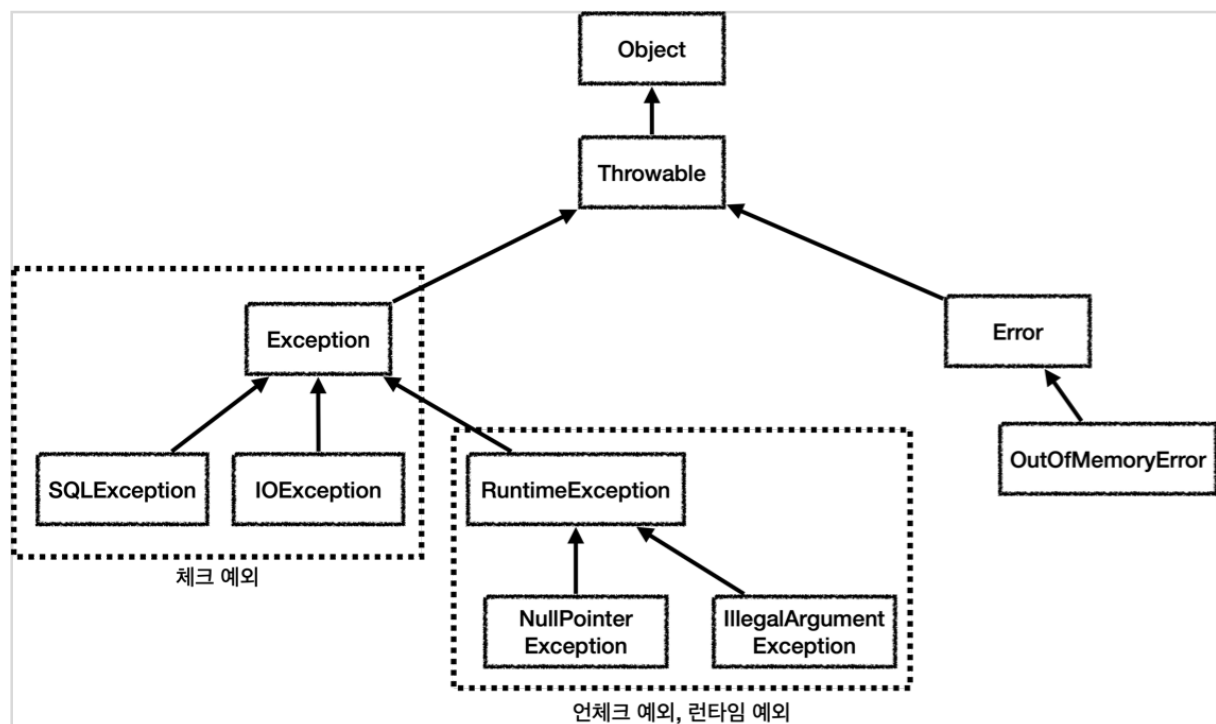 Object
Throwable
Exception
Error
SQLException
IOException
RuntimeException
OutOfMemoryError
체크 예외
NullPointer
Exception
IllegalArgument
Exception
언체크 예외, 런타임 예외